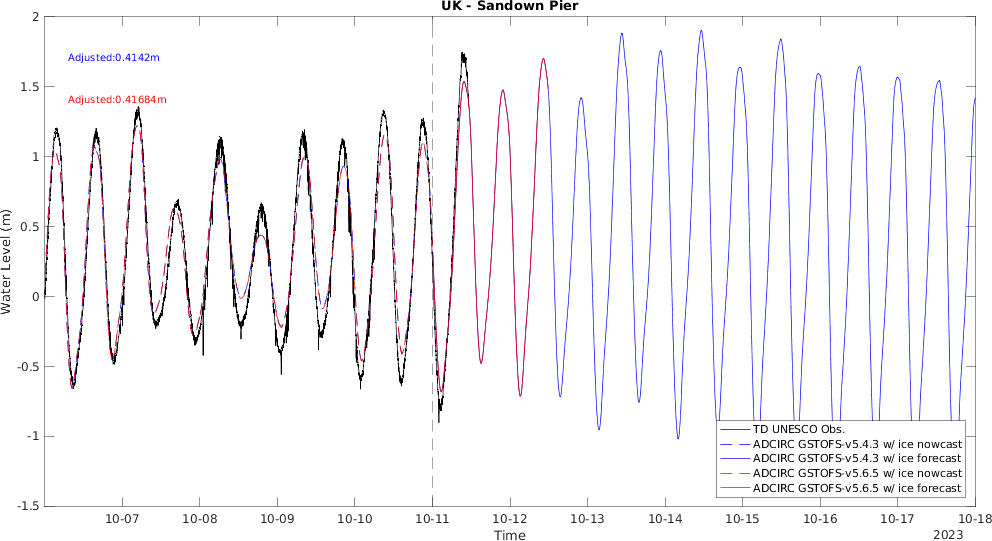 UK - Sandown Pier
2
1.5
1
0.5
0
-0.5
-1
-1.5
Water Level (m)
Adjusted:0.4142m
Adjusted:0.41684m
TD UNESCO Obs.
ADCIRC GSTOFS-v5.4.3 w/ ice nowcast
ADCIRC GSTOFS-v5.4.3 w/ ice forecast
ADCIRC GSTOFS-v5.6.5 w/ ice nowcast
ADCIRC GSTOFS-v5.6.5 w/ ice forecast
10-07 10-08 10-09 10-10 10-11 10-12 10-13 10-14 10-15 10-16 10-17 10-18
Time
2023